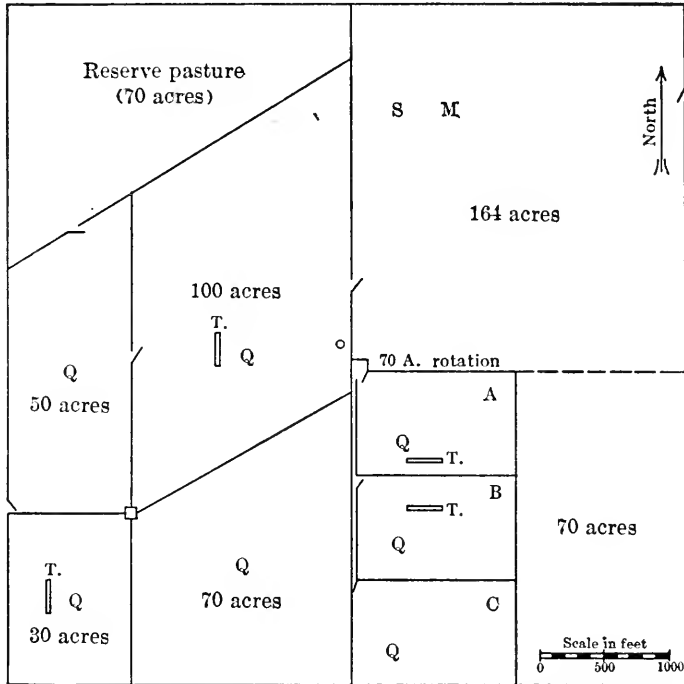 Reserve pasture
(70 acres)
S M
North
164 acres
100 acres
T.
Q
Q
50 acres
70 A. rotation
A
Q
T.
B
T.
Q
70 acres
T.
Q
30 acres
Q
70 acres
C
Q
Scale in feet
0 500 1000